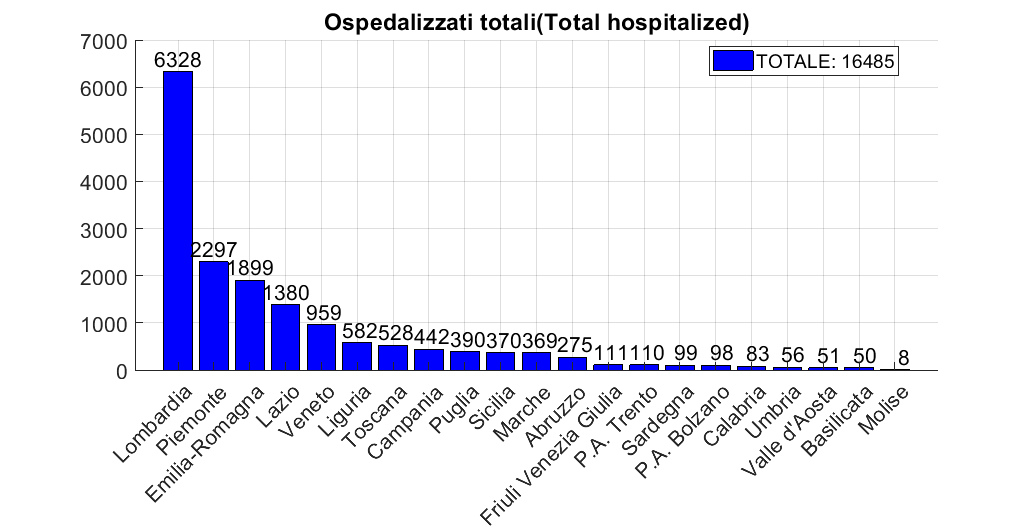 Ospedalizzati totali(Total hospitalized)
TOTALE: 16485
7000
6000
5000
4000
3000
2000
1000
0
6328
2297
1899
1380
959
582
528
442
390
370
369
275
111
110
99
98
83
56
51
50
8
Lombardia
Piemonte
Emilia-Romagna
Lazio
Veneto
Liguria
Toscana
Campania
Puglia
Sicilia
Marche
Abruzzo
Friuli Venezia Giulia
P.A. Trento
Sardegna
P.A. Bolzano
Calabria
Umbria
Valle d'Aosta
Basilicata
Molise